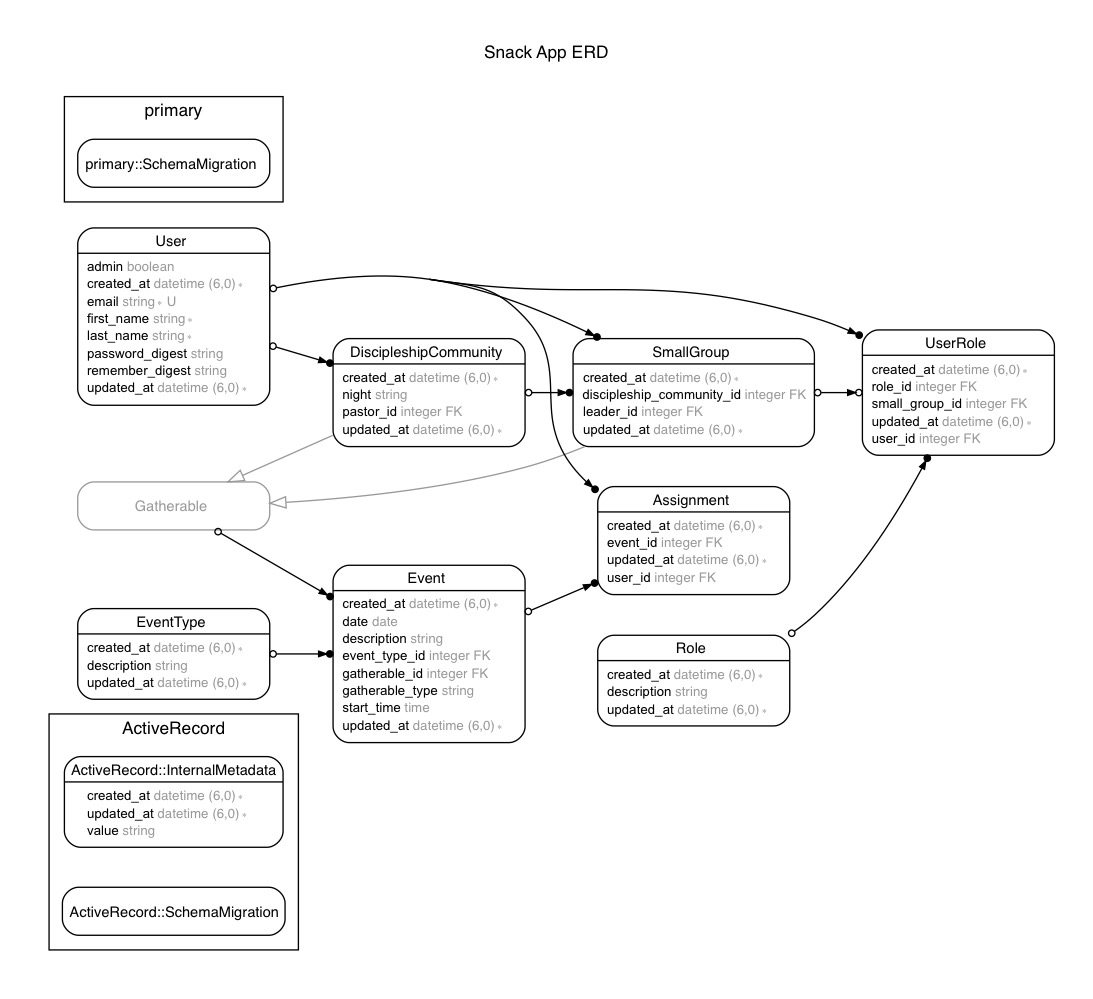 Snack App ERD
primary
primary::SchemaMigration
User
admin boolean
created_at datetime (6,0) *
email string * U
first_name string *
last_name string *
password_digest string
remember_digest string
updated_at datetime (6,0) *
DiscipleshipCommunity
created_at datetime (6,0) *
night string
pastor_id integer FK
updated_at datetime (6,0) *
SmallGroup
created_at datetime (6,0) *
discipleship_community_id integer FK
leader_id integer FK
updated_at datetime (6,0) *
UserRole
created_at datetime (6,0) *
role_id integer FK
small_group_id integer FK
updated_at datetime (6,0) *
user_id integer FK
Gatherable
Assignment
created_at datetime (6,0) *
event_id integer FK
updated_at datetime (6,0) *
user_id integer FK
Event
created_at datetime (6,0) *
date date
description string
event_type_id integer FK
gatherable_id integer FK
gatherable_type string
start_time time
updated_at datetime (6,0) *
EventType
created_at datetime (6,0) *
description string
updated_at datetime (6,0) *
Role
created_at datetime (6,0) *
description string
updated_at datetime (6,0) *
ActiveRecord
ActiveRecord::InternalMetadata
created_at datetime (6,0) *
updated_at datetime (6,0) *
value string
ActiveRecord::SchemaMigration